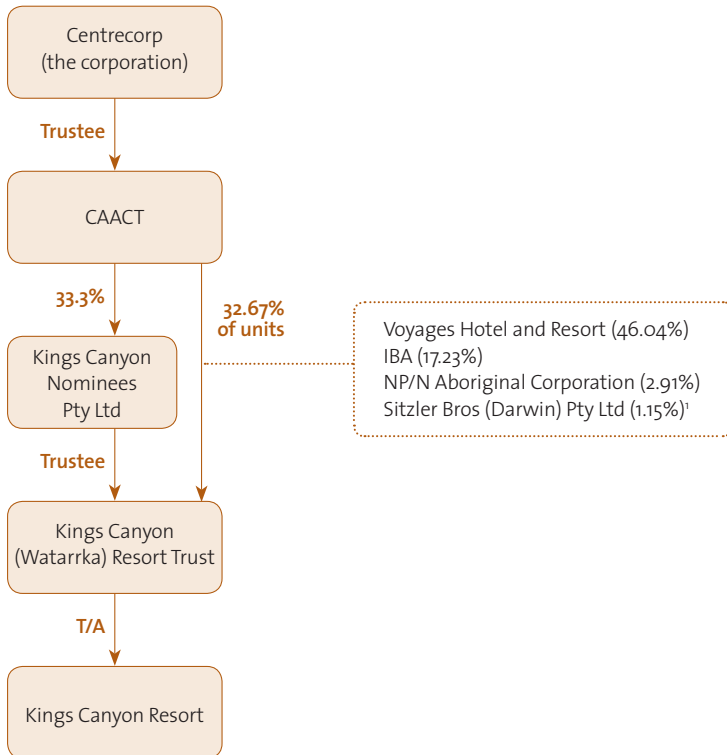 Centrecorp
(the corporation)
Trustee
CAACT
33.3%
32.67%
of units
Voyages Hotel and Resort (46.04%)
IBA (17.23%)
NP/N Aboriginal Corporation (2.91%)
Sitzler Bros (Darwin) Pty Ltd (1.15%)¹
Kings Canyon
Nominees
Pty Ltd
Trustee
Kings Canyon
(Watarrka) Resort Trust
T/A
Kings Canyon Resort